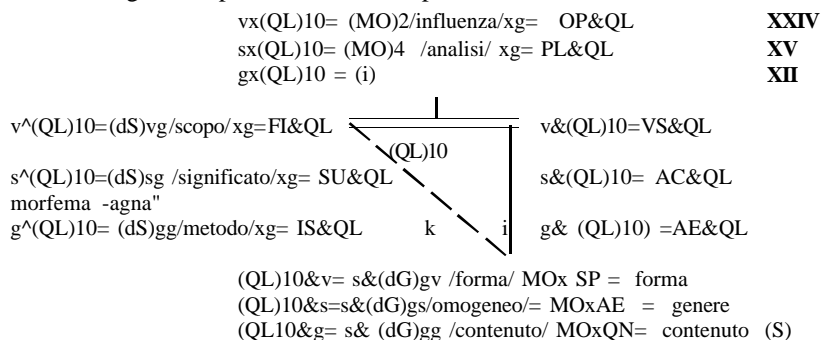 vx(QL)10= (MO)2/influenza/xg= OP&QL XXIV
sx(QL)10= (MO)4 /analisi/ xg= PL&QL XV
gx(QL)10 = (i) XII
v^(QL)10=(dS)vg/scopo/xg=FI&QL v&(QL)10=VS&QL
(QL)10
s^(QL)10=(dS)sg /significato/xg= SU&QL s&(QL)10= AC&QL
morfema -agna"
g^(QL)10= (dS)gg/metodo/xg= IS&QL k i g& (QL)10) =AE&QL
(QL)10&v= s&(dG)gv /forma/ MOx SP = forma
(QL)10&s=s&(dG)gs/omogeneo/= MOxAE = genere
(QL10&g= s& (dG)gg /contenuto/ MOxQN= contenuto (S)